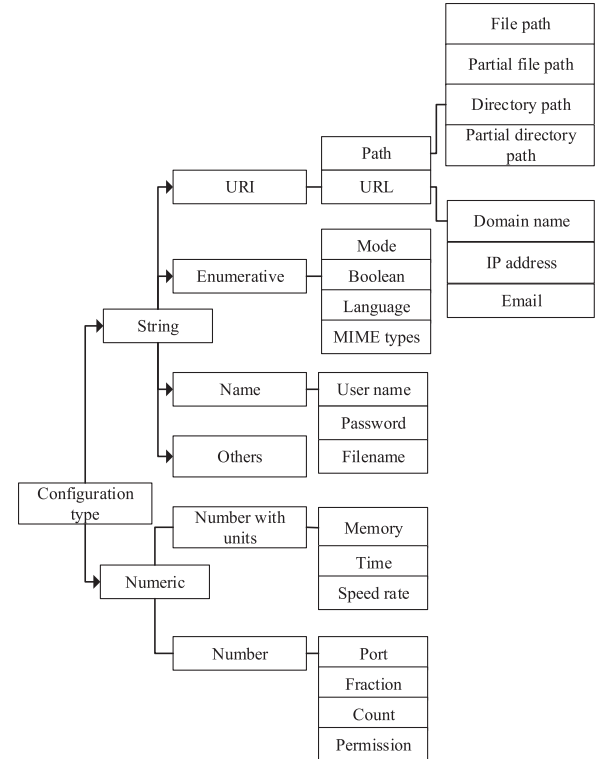 File path
Partial file path
Directory path
Partial directory
path
Path
URL
URI
Domain name
IP address
Email
Mode
Boolean
Language
MIME types
Enumerative
String
Name
User name
Password
Filename
Others
Configuration
type
Number with
units
Memory
Time
Speed rate
Numeric
Number
Port
Fraction
Count
Permission